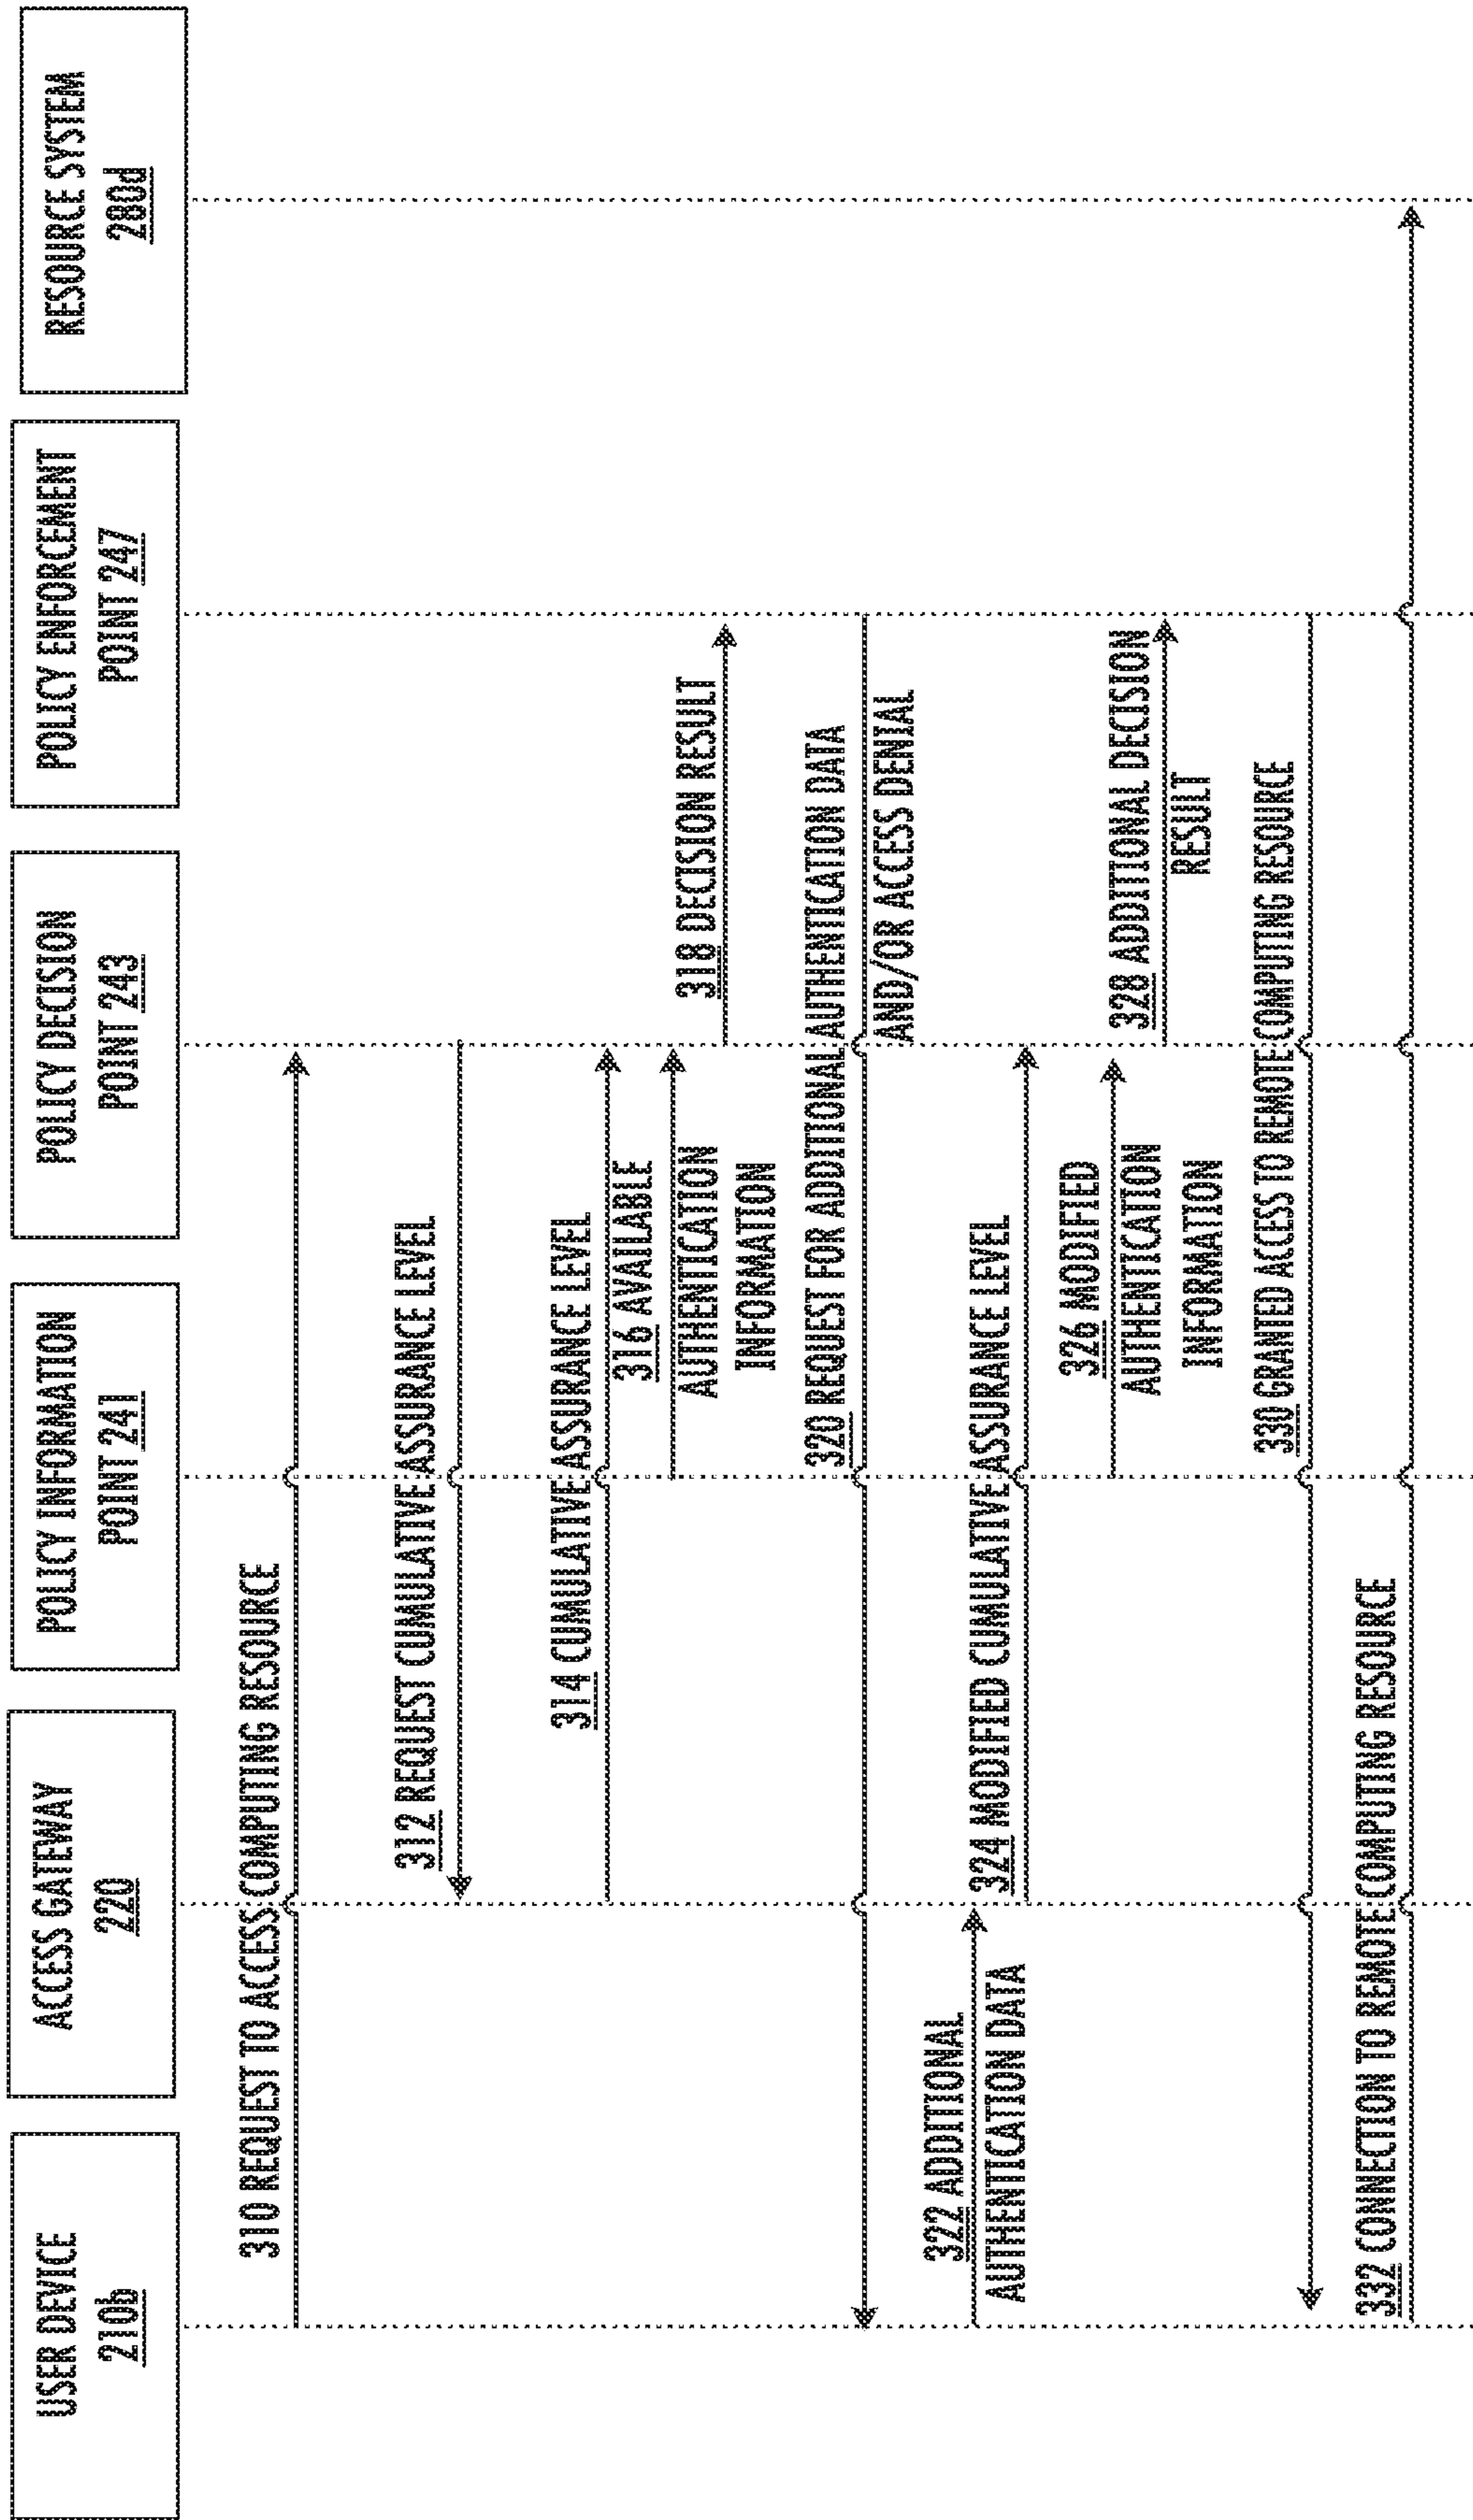 USER DEVICE
210b
ACCESS GATEWAY
220
POLICY INFORMATION
POINT 241
POLICY DECISION
POINT 243
POLICY ENFORCEMENT
POINT 247
RESOURCE SYSTEM
280d
310 REQUEST TO ACCESS COMPUTING RESOURCE
312 REQUEST CUMULATIVE ASSURANCE LEVEL
314 CUMULATIVE ASSURANCE LEVEL
316 AVAILABLE
AUTHENTICATION
INFORMATION
318 DECISION RESULT
320 REQUEST FOR ADDITIONAL AUTHENTICATION DATA
AND/OR ACCESS DENIAL
322 ADDITIONAL
AUTHENTICATION DATA
324 MODIFIED CUMULATIVE ASSURANCE LEVEL
326 MODIFIED
AUTHENTICATION
INFORMATION
328 ADDITIONAL DECISION
RESULT
330 GRANTED ACCESS TO REMOTE COMPUTING RESOURCE
332 CONNECTION TO REMOTE COMPUTING RESOURCE